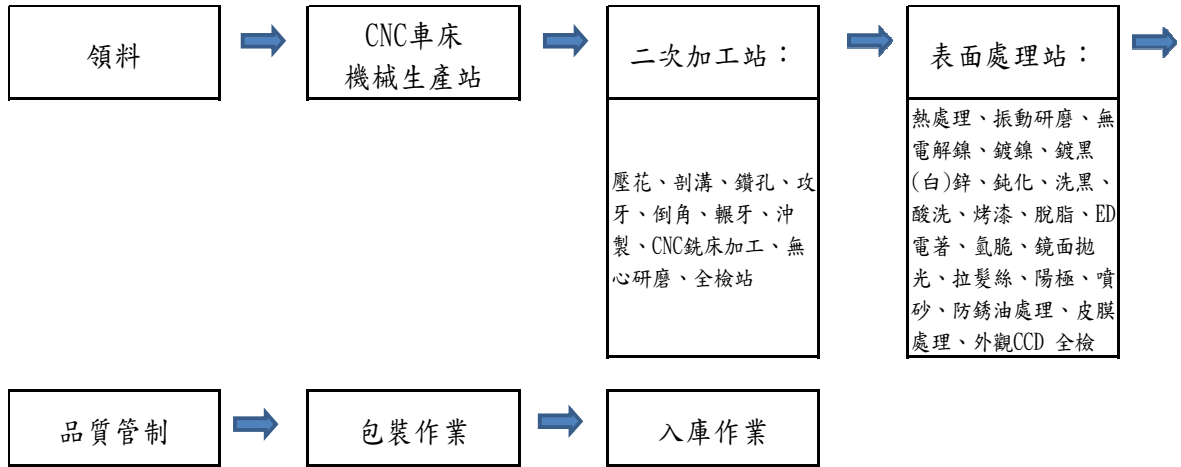 領料
CNC車床
機械生產站
二次加工站：
表面處理站：
壓花、剖溝、鑽孔、攻
牙、倒角、輾牙、沖
製、CNC銑床加工、無
心研磨、全檢站
熱處理、振動研磨、無
電解鎳、鍍鎳、鍍黑
(白)鋅、鈍化、洗黑、
酸洗、烤漆、脫脂、ED
電著、氫脆、鏡面拋
光、拉髮絲、陽極、噴
砂、防銹油處理、皮膜
處理、外觀CCD 全檢
品質管制
包裝作業
入庫作業